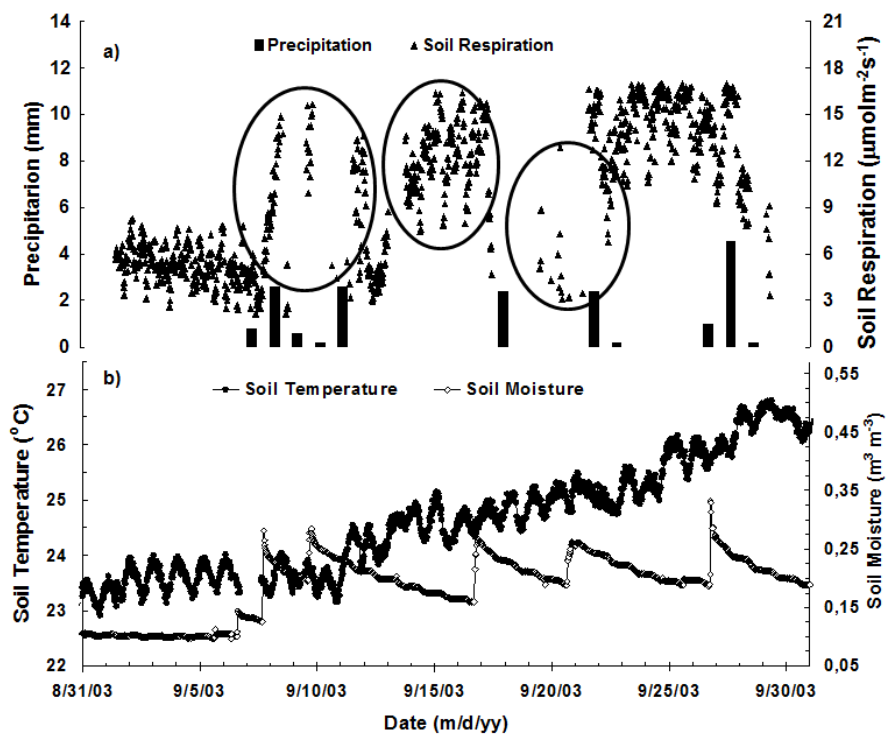 14
12
10
8
6
4
2
0
Precipitarion (mm)
a)
Precipitation
Soil Respiration
21
18
15
12
9
6
3
0
Soil Respiration (µmolm-2s-1)
27
26
25
24
23
22
Soil Temperature (°C)
b)
Soil Temperature
Soil Moisture
0,55
0,45
0,35
0,25
0,15
0,05
Soil Moisture (m³ m-³)
8/31/03 9/5/03 9/10/03 9/15/03 9/20/03 9/25/03 9/30/03
Date (m/d/yy)